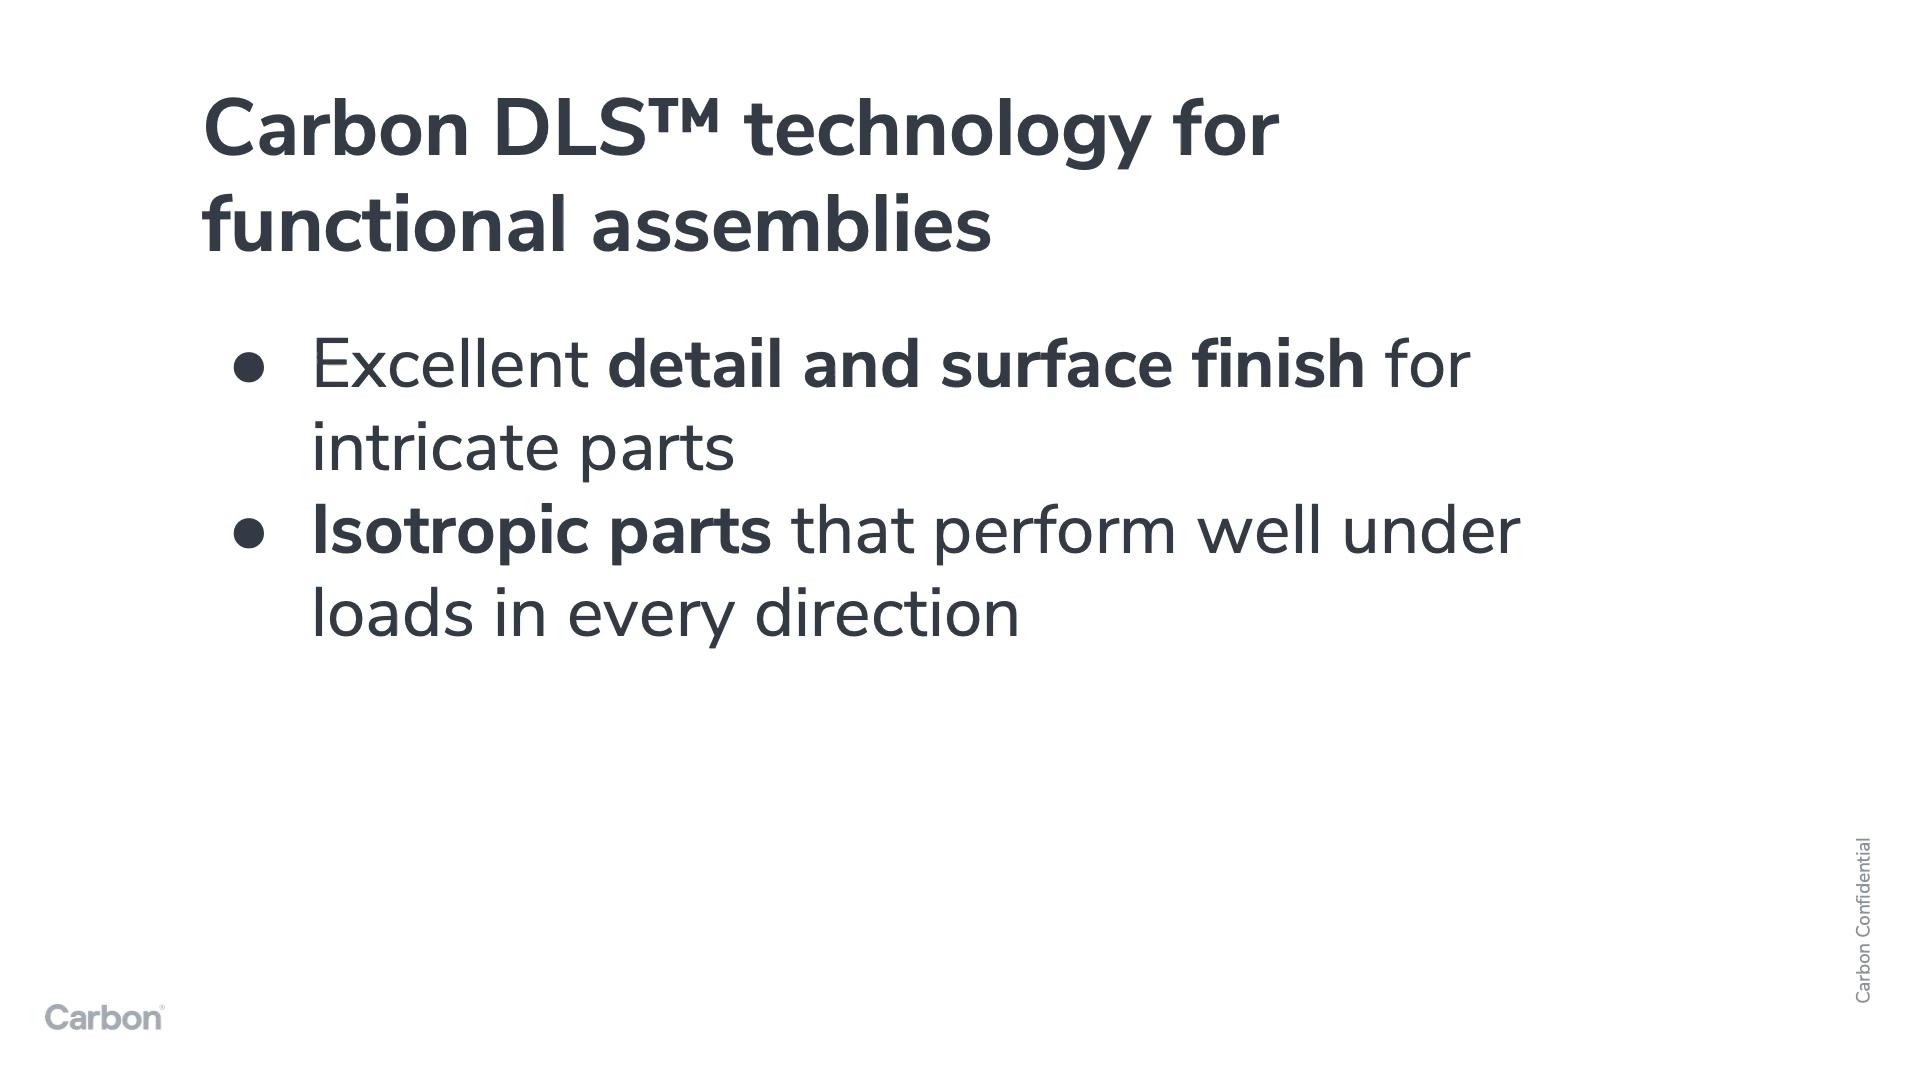 Carbon DLS™ technology for
functional assemblies
● Excellent detail and surface finish for
intricate parts
● Isotropic parts that perform well under
loads in every direction
Carbon Confidential
Carbon®